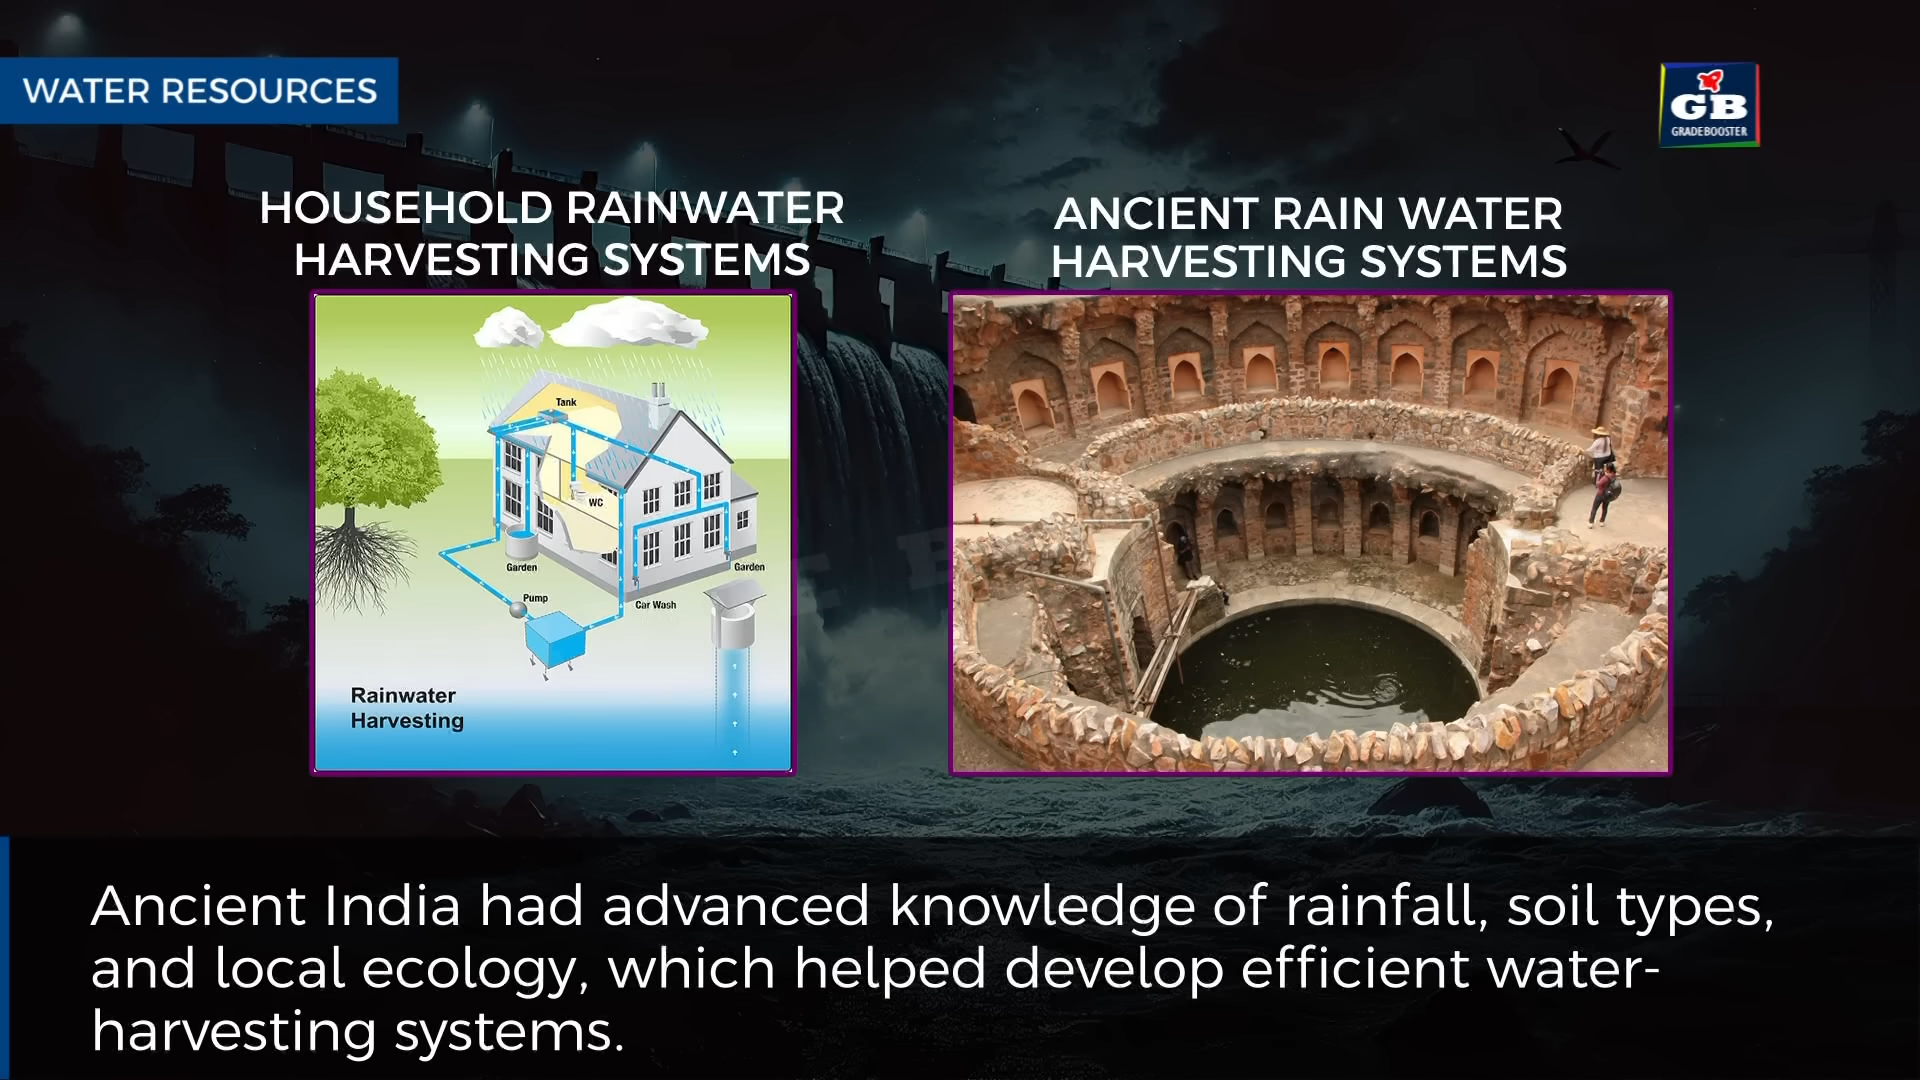 WATER RESOURCES
GB
GRADEBOOSTER
HOUSEHOLD RAINWATER
HARVESTING SYSTEMS
ANCIENT RAIN WATER
HARVESTING SYSTEMS
Tank
WC
Garden
Garden
Pump
Car Wash
Rainwater
Harvesting
Ancient India had advanced knowledge of rainfall, soil types,
and local ecology, which helped develop efficient water-
harvesting systems.